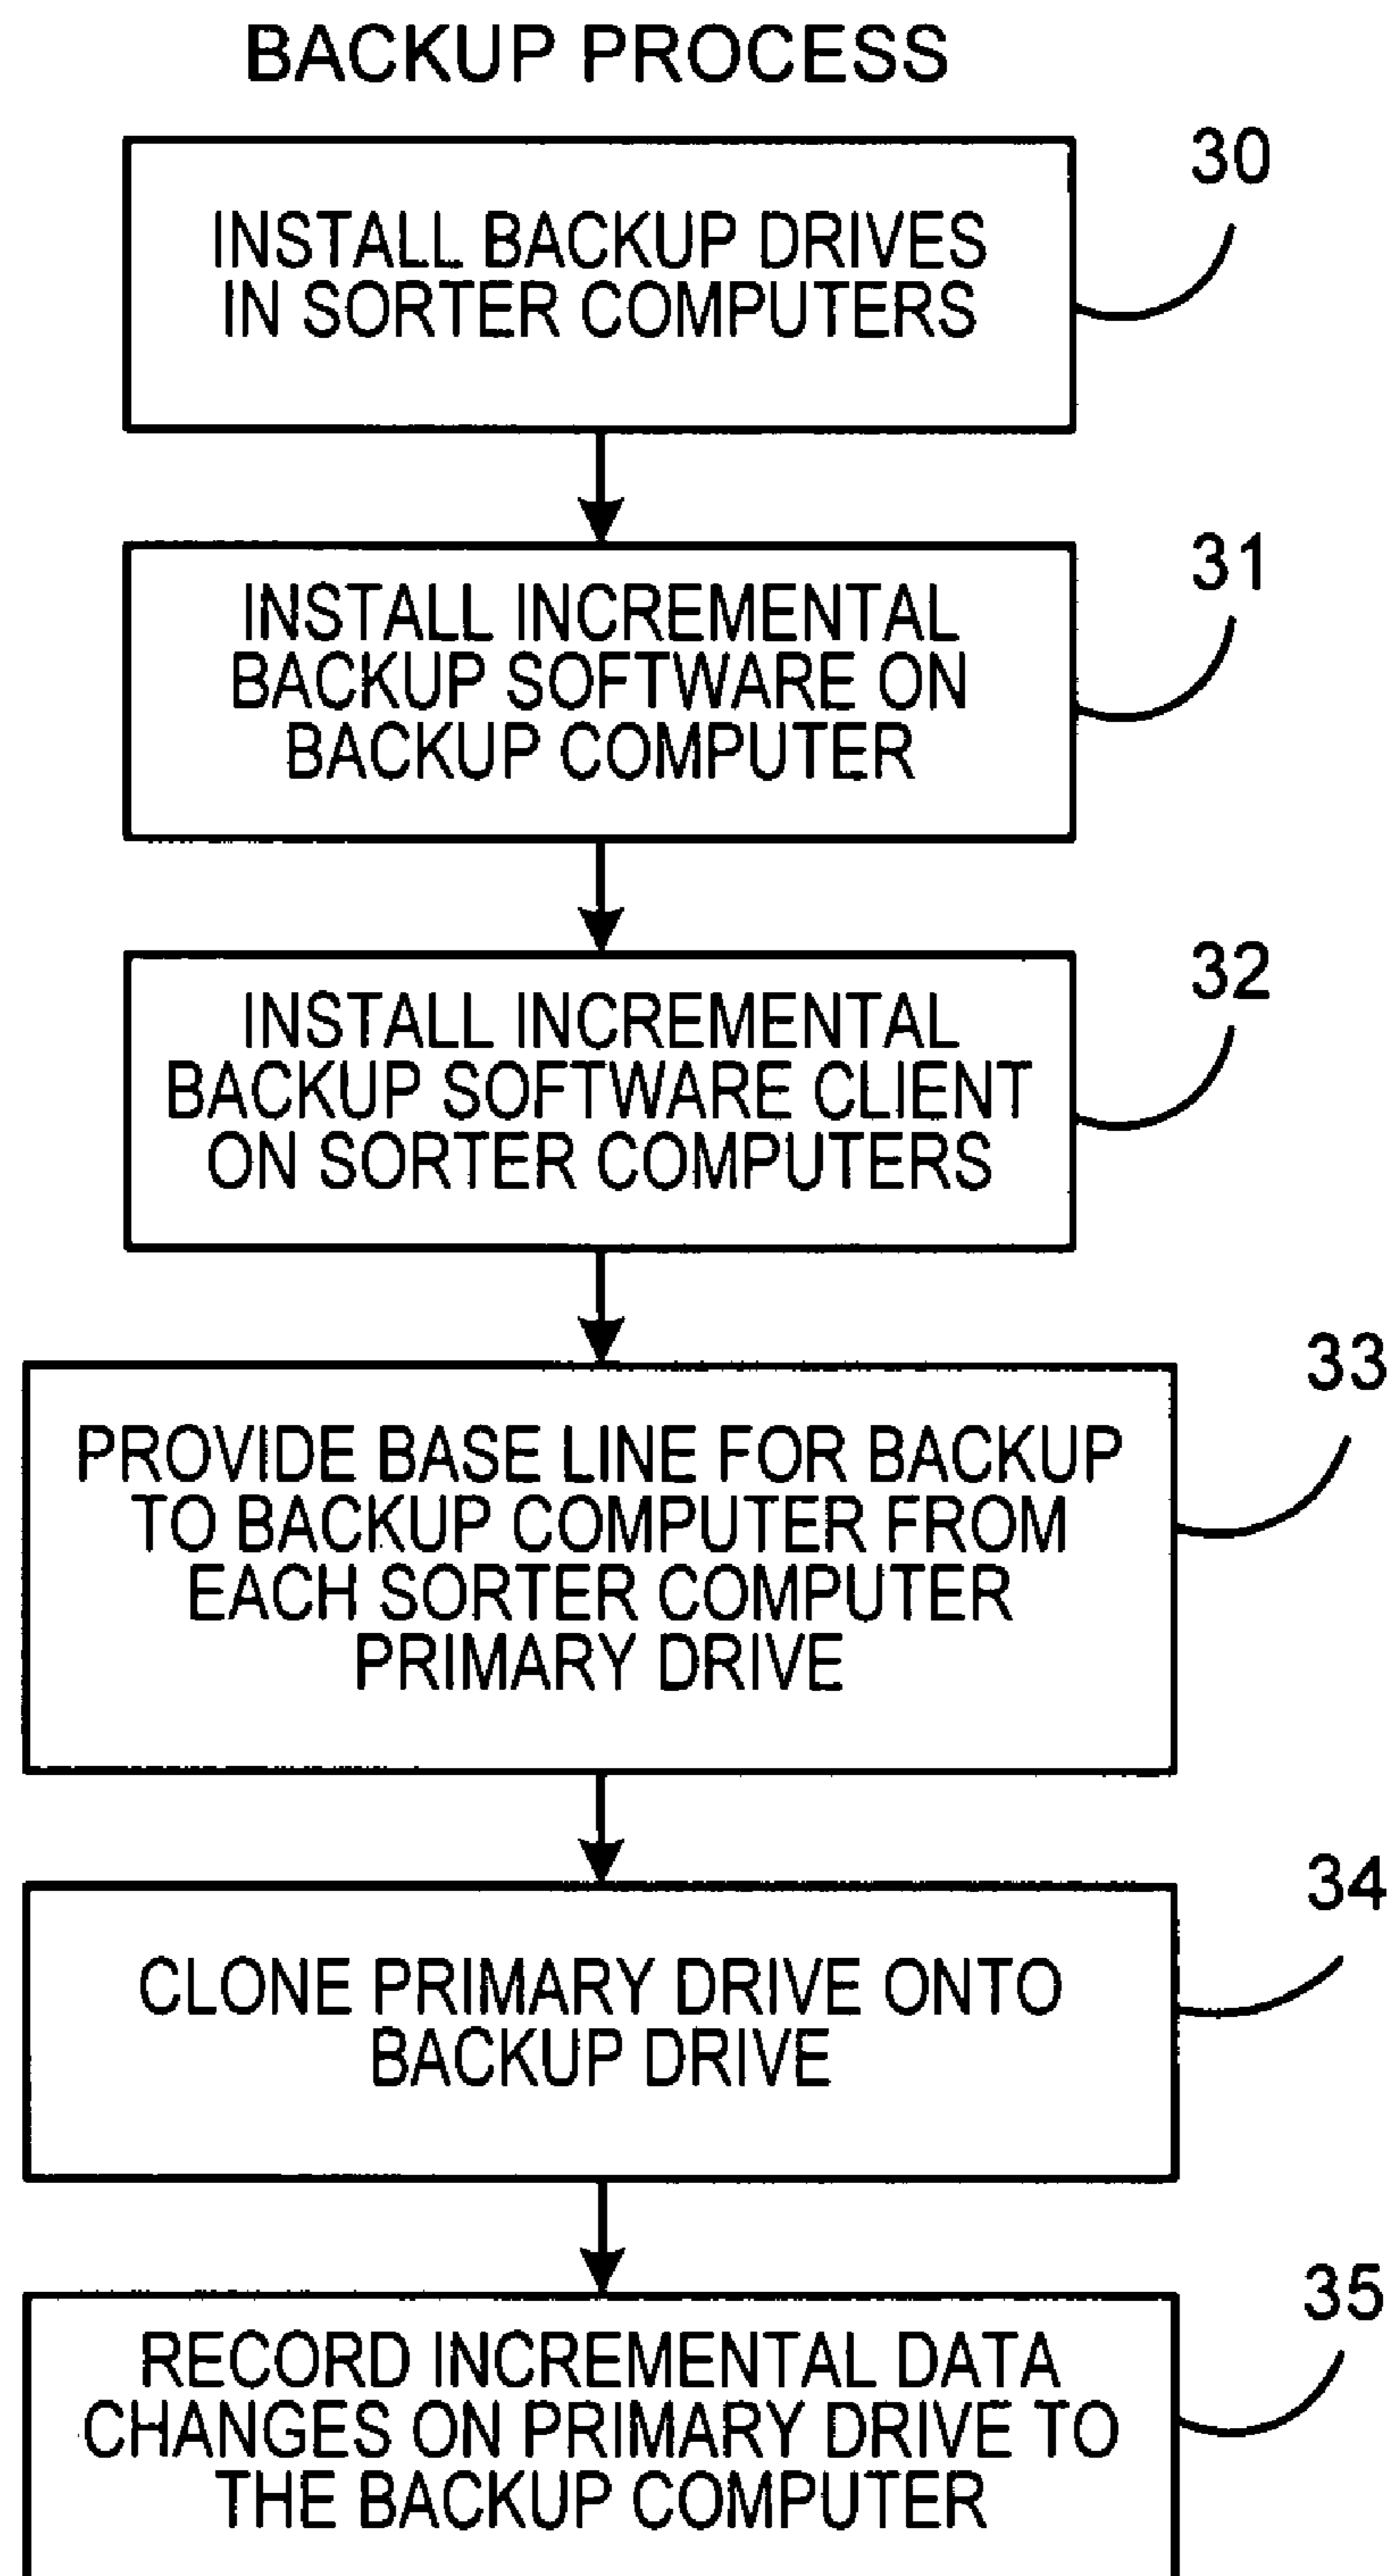 BACKUP PROCESS
30
INSTALL BACKUP DRIVES
IN SORTER COMPUTERS
31
INSTALL INCREMENTAL
BACKUP SOFTWARE ON
BACKUP COMPUTER
32
INSTALL INCREMENTAL
BACKUP SOFTWARE CLIENT
ON SORTER COMPUTERS
33
PROVIDE BASE LINE FOR BACKUP
TO BACKUP COMPUTER FROM
EACH SORTER COMPUTER
PRIMARY DRIVE
34
CLONE PRIMARY DRIVE ONTO
BACKUP DRIVE
35
RECORD INCREMENTAL DATA
CHANGES ON PRIMARY DRIVE TO
THE BACKUP COMPUTER